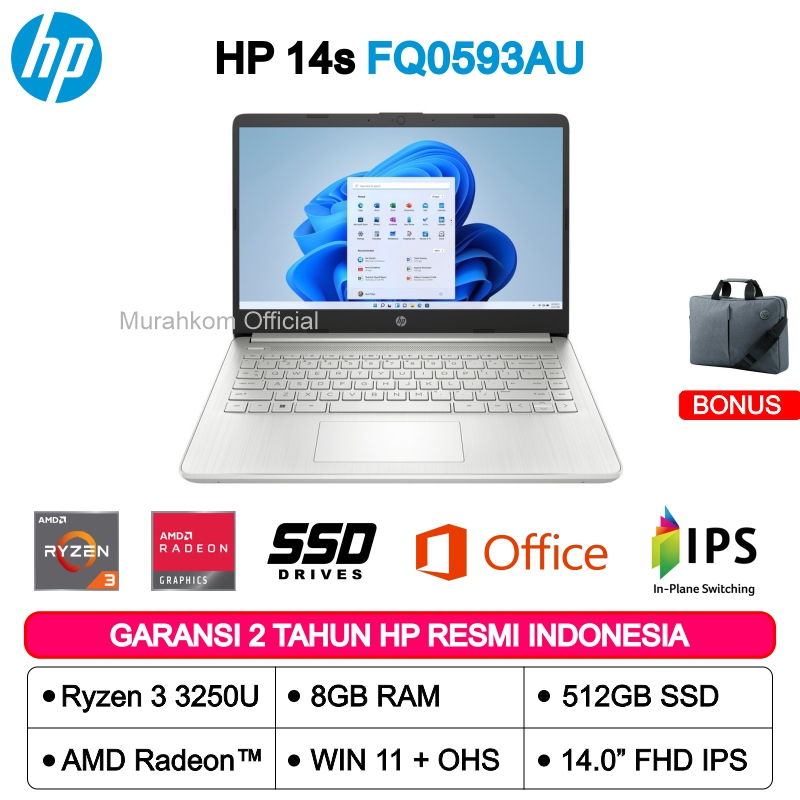 hp
HP 14s FQ0593AU
Murahkom Official
BONUS
AMD
RYZEN
3
AMD
RADEON
GRAPHICS
SSD
DRIVES
Office
IPS
In-Plane Switching
GARANSI 2 TAHUN HP RESMI INDONESIA
• Ryzen 3 3250U • 8GB RAM • 512GB SSD
• AMD Radeon™ • WIN 11 + OHS • 14.0” FHD IPS